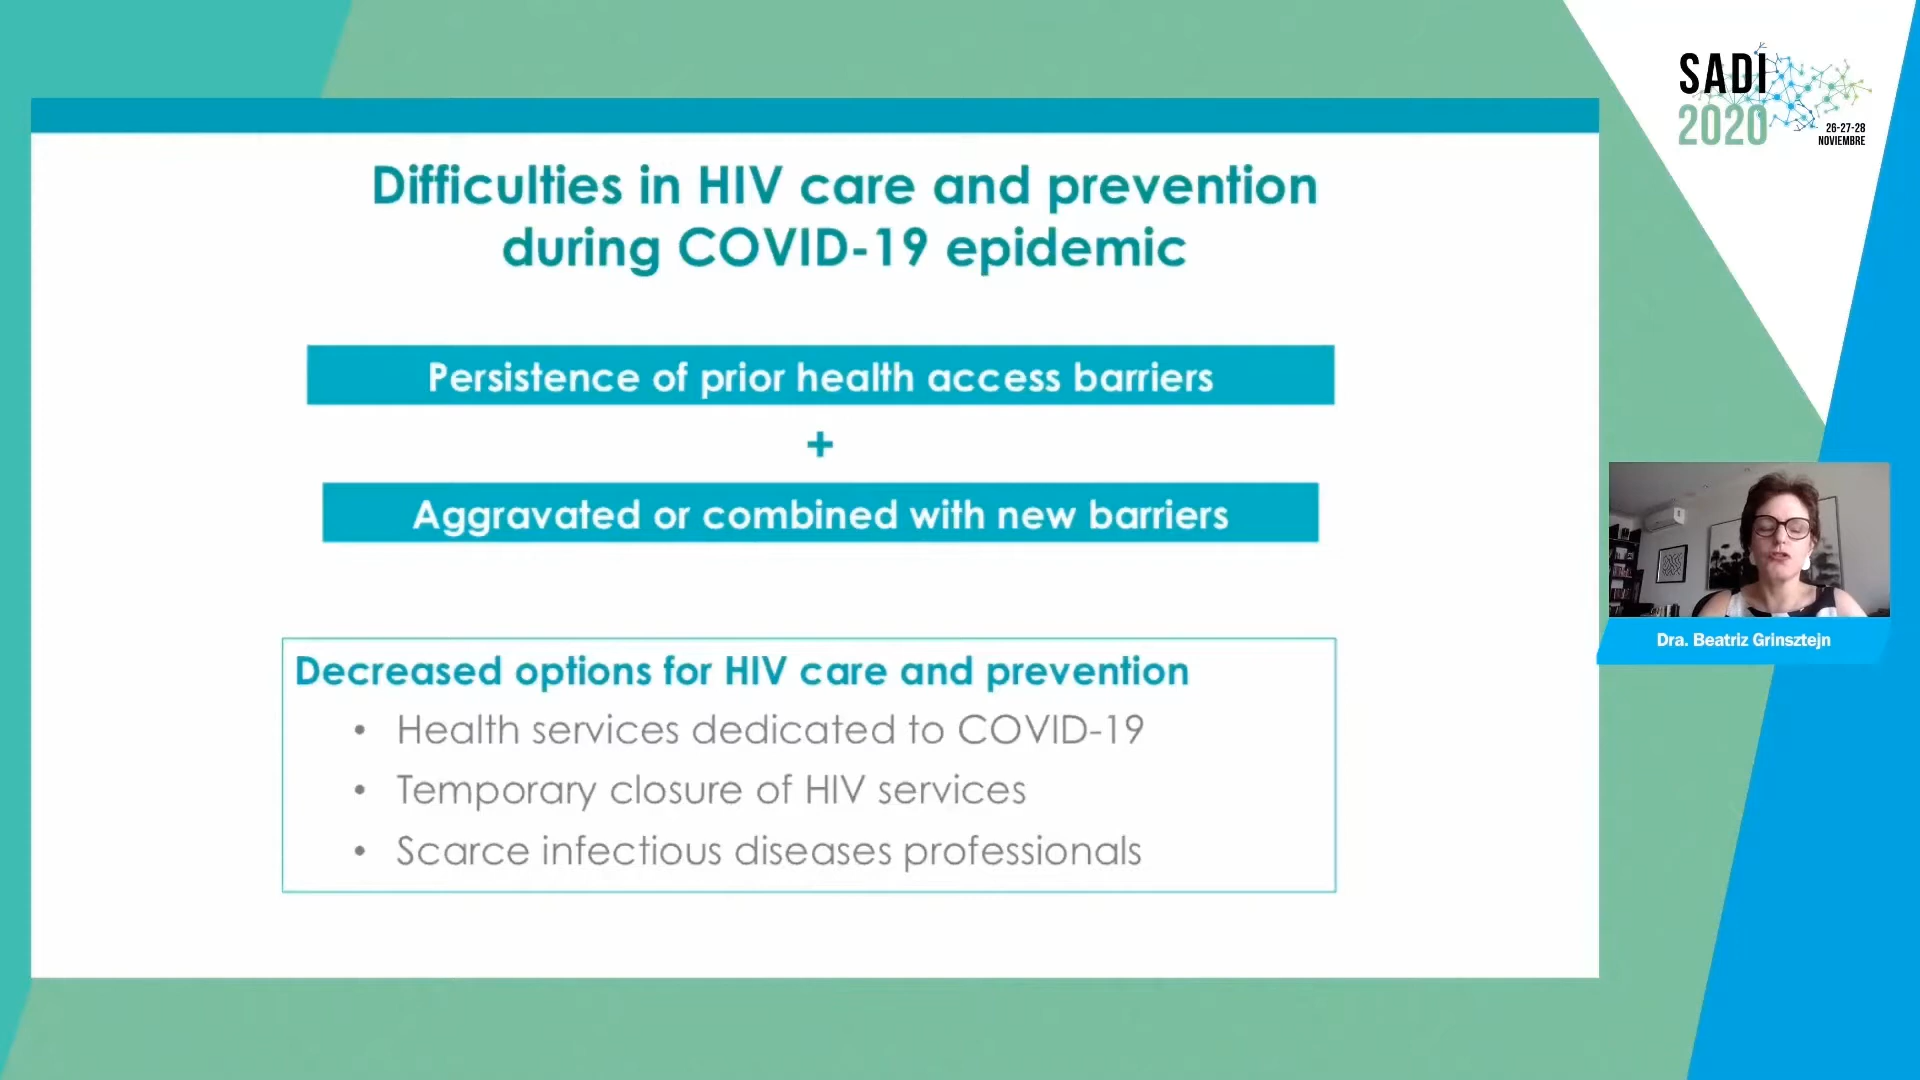 SADI
2020
26-27-28
NOVIEMBRE
Difficulties in HIV care and prevention
during COVID-19 epidemic
Persistence of prior health access barriers
+
Aggravated or combined with new barriers
Decreased options for HIV care and prevention
• Health services dedicated to COVID-19
• Temporary closure of HIV services
• Scarce infectious diseases professionals
Dra. Beatriz Grinsztejn